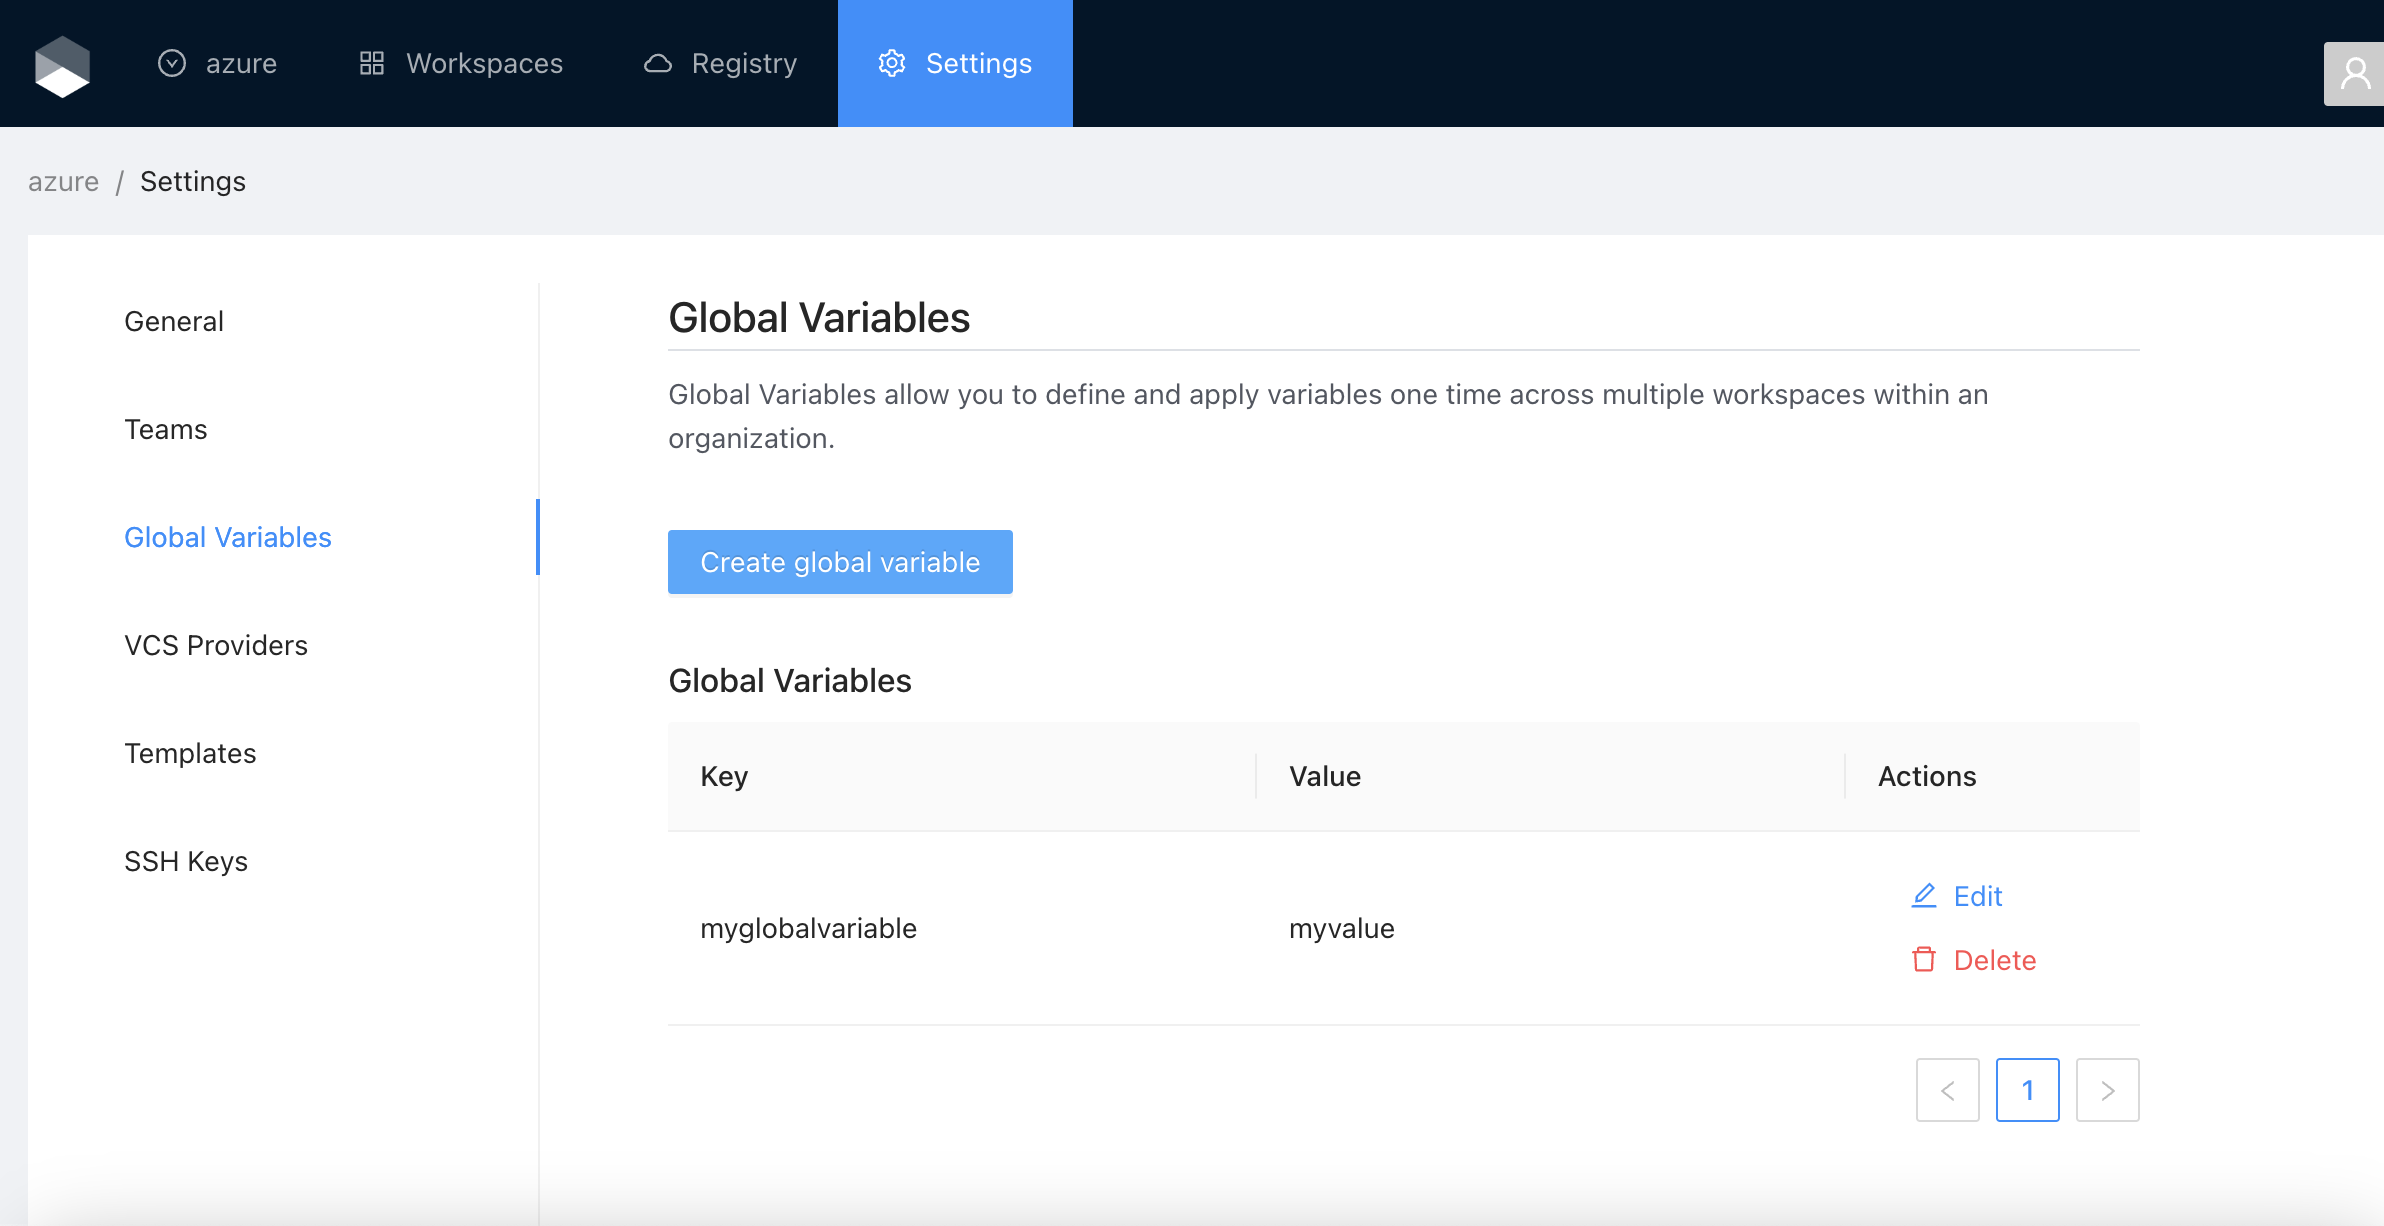 azure Workspaces Registry Settings
azure / Settings
General
Teams
Global Variables
VCS Providers
Templates
SSH Keys
Global Variables
Global Variables allow you to define and apply variables one time across multiple workspaces within an
organization.
Create global variable
Global Variables
Key Value Actions
myglobalvariable myvalue
Edit
Delete
< 1 >